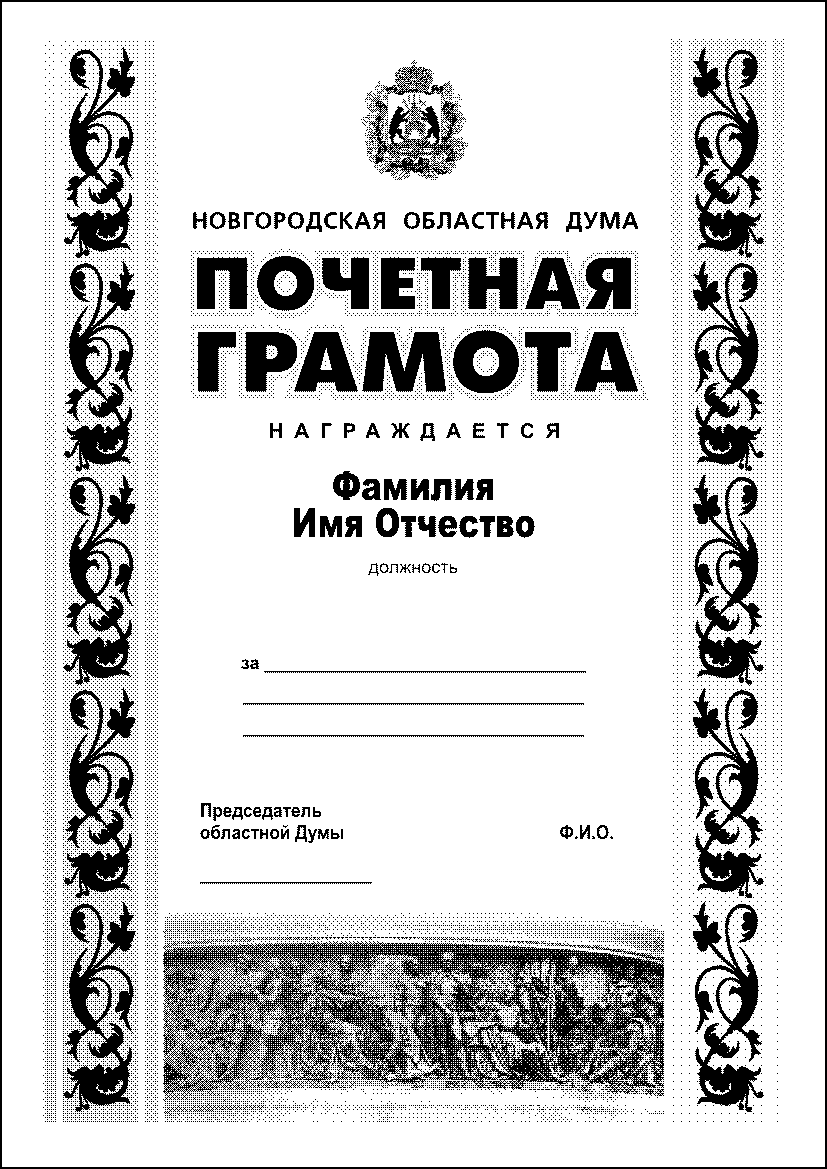 НОВГОРОДСКАЯ ОБЛАСТНАЯ ДУМА
ПОЧЕТНАЯ
ГРАМОТА
НАГРАЖДАЕТСЯ
Фамилия
Имя Отчество
должность
за
Председатель
областной Думы Ф.И.О.